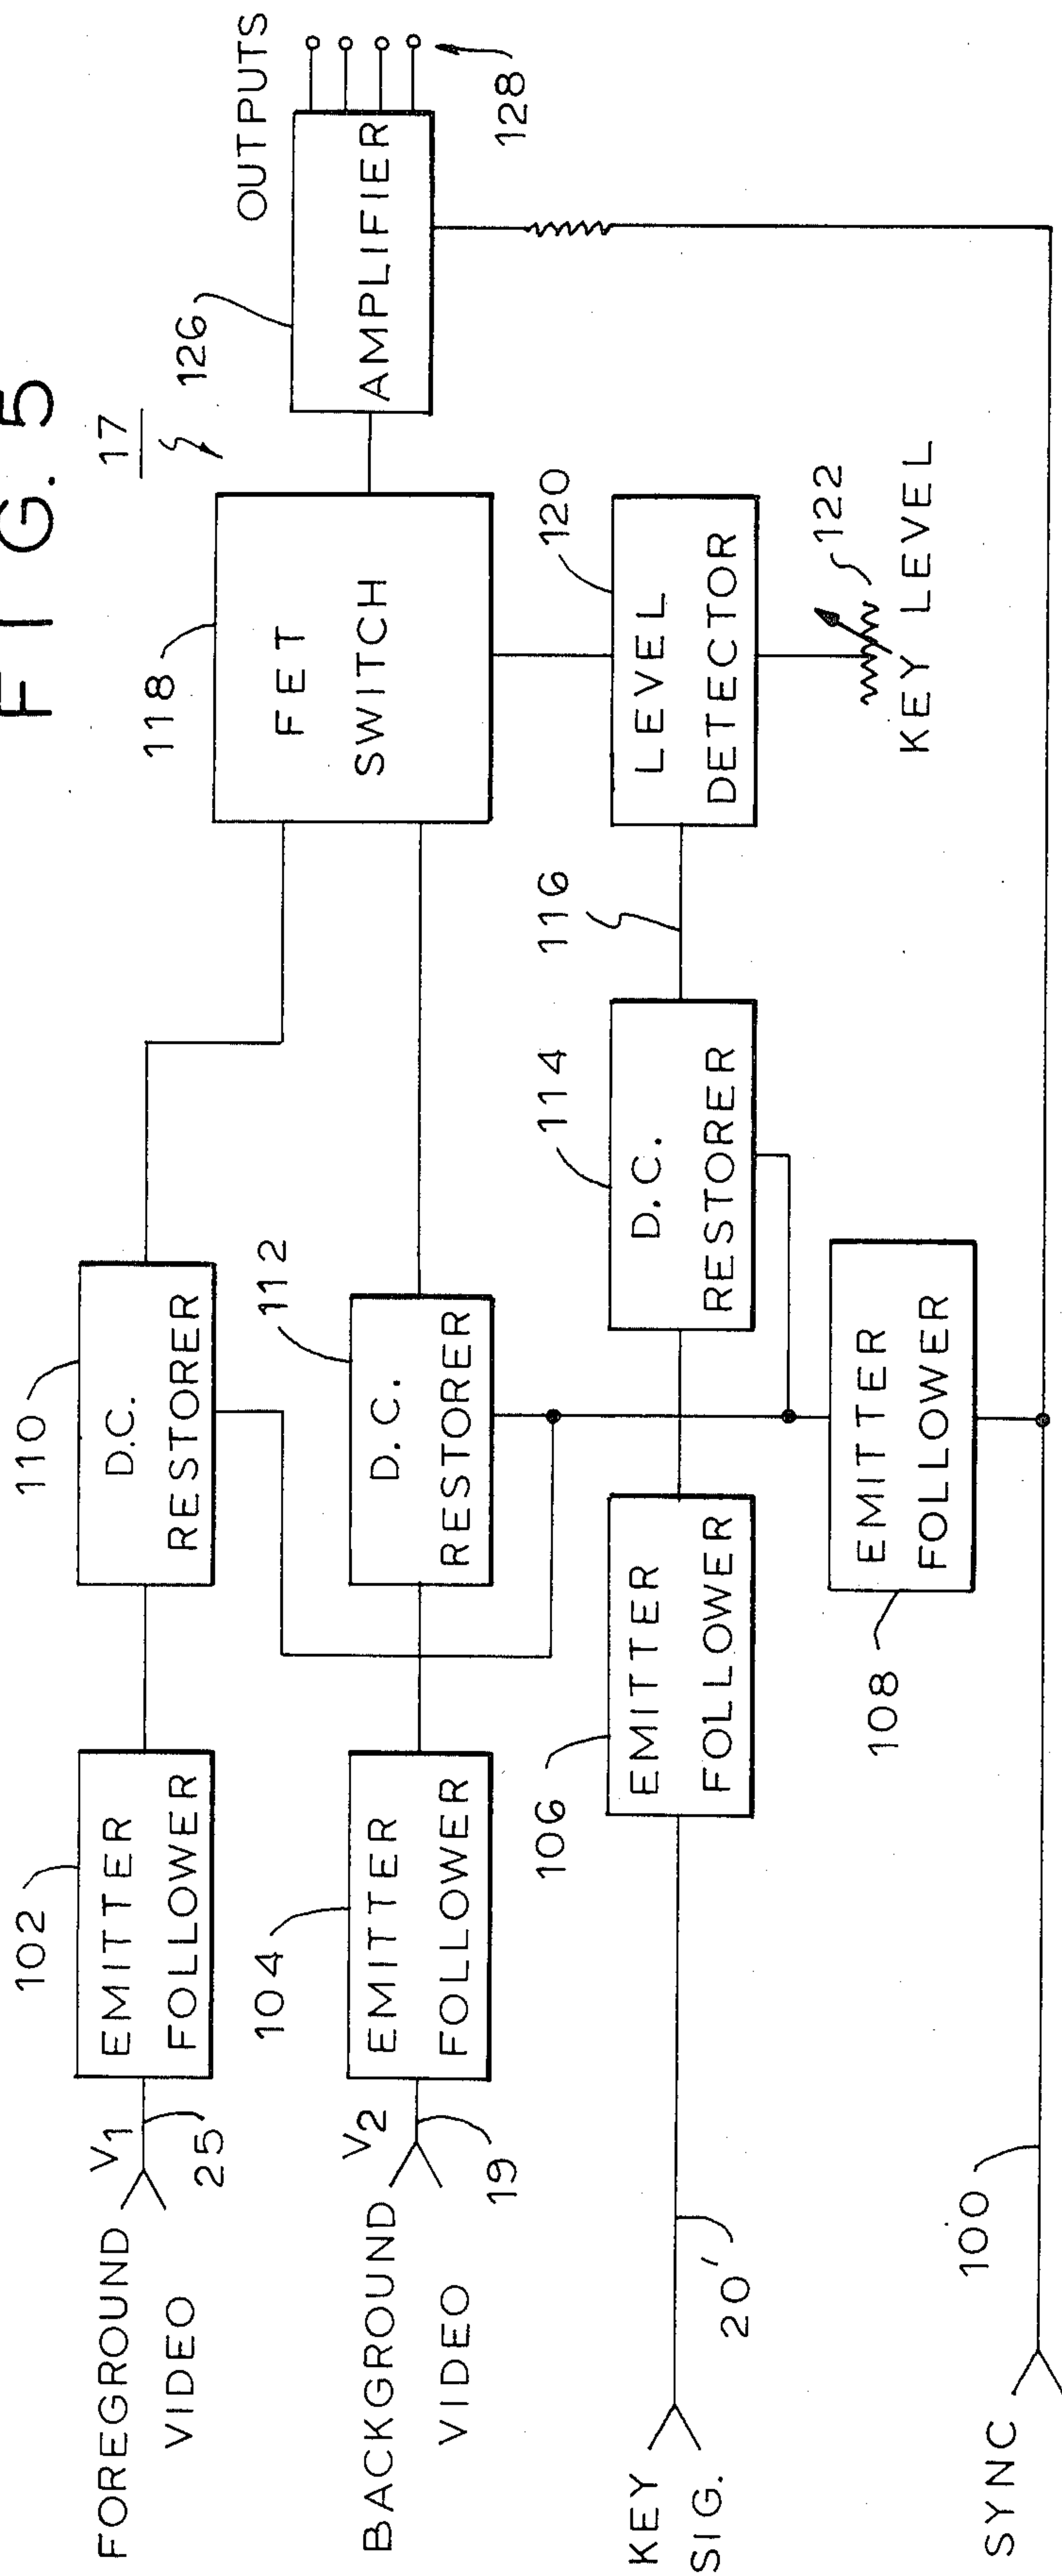 FIG. 5
17
FOREGROUND
VIDEO
V1
25
102
EMITTER
FOLLOWER
110
D.C.
RESTORER
118
FET
SWITCH
126
AMPLIFIER
OUTPUTS
128
BACKGROUND
VIDEO
V2
19
104
EMITTER
FOLLOWER
112
D.C.
RESTORER
KEY
SIG.
20'
106
EMITTER
FOLLOWER
114
D.C.
RESTORER
116
120
LEVEL
DETECTOR
122
KEY LEVEL
108
EMITTER
FOLLOWER
SYNC
100